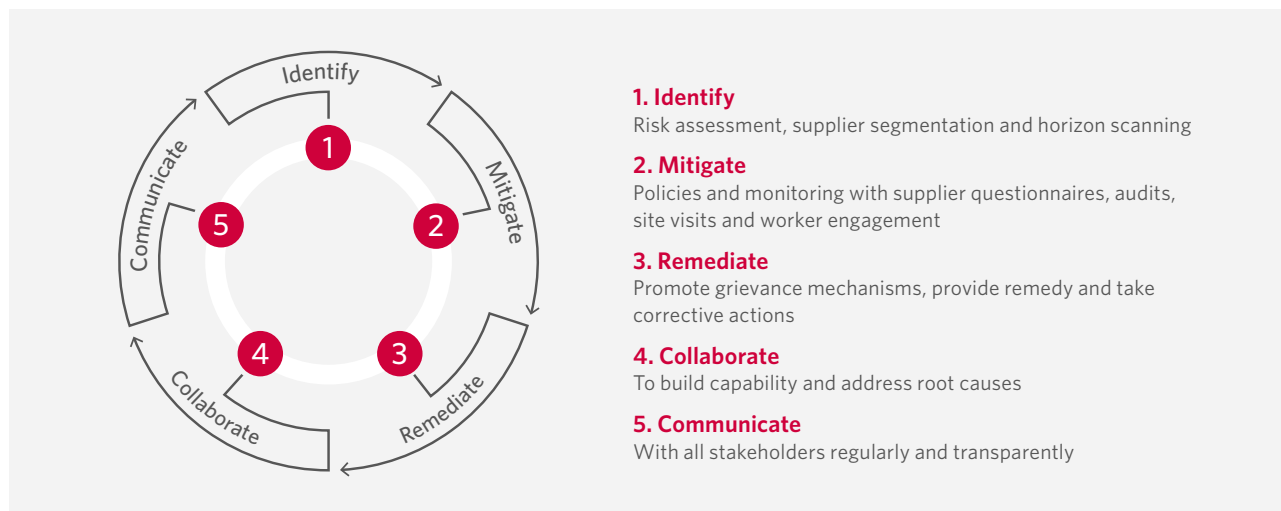 Identify
Mitigate
Remediate
Collaborate
Communicate
1
2
3
4
5
1. Identify
Risk assessment, supplier segmentation and horizon scanning
2. Mitigate
Policies and monitoring with supplier questionnaires, audits,
site visits and worker engagement
3. Remediate
Promote grievance mechanisms, provide remedy and take
corrective actions
4. Collaborate
To build capability and address root causes
5. Communicate
With all stakeholders regularly and transparently